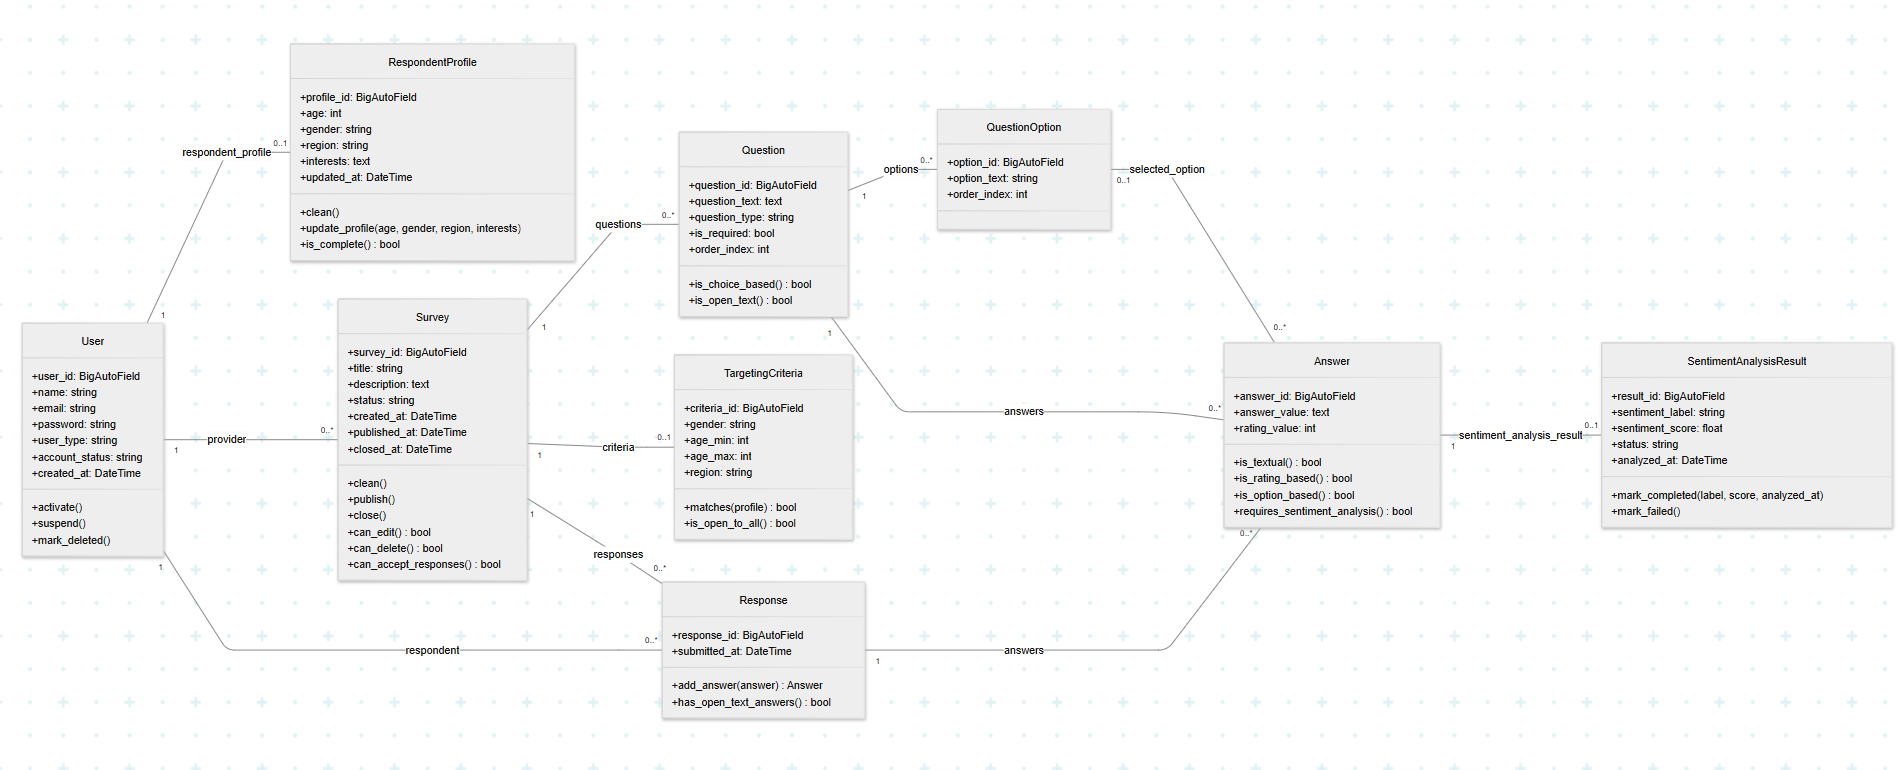 RespondentProfile
+profile_id: BigAutoField
+age: int
+gender: string
+region: string
+interests: text
+updated_at: DateTime
+clean()
+update_profile(age, gender, region, interests)
+is_complete() : bool
respondent_profile
0..1
1
User
+user_id: BigAutoField
+name: string
+email: string
+password: string
+user_type: string
+account_status: string
+created_at: DateTime
+activate()
+suspend()
+mark_deleted()
1
provider
0..*
1
respondent
0..*
Survey
+survey_id: BigAutoField
+title: string
+description: text
+status: string
+created_at: DateTime
+published_at: DateTime
+closed_at: DateTime
+clean()
+publish()
+close()
+can_edit() : bool
+can_delete() : bool
+can_accept_responses() : bool
1
questions
0..*
1
criteria
0..1
1
responses
0..*
Question
+question_id: BigAutoField
+question_text: text
+question_type: string
+is_required: bool
+order_index: int
+is_choice_based() : bool
+is_open_text() : bool
1
options
0..*
1
answers
0..*
TargetingCriteria
+criteria_id: BigAutoField
+gender: string
+age_min: int
+age_max: int
+region: string
+matches(profile) : bool
+is_open_to_all() : bool
Response
+response_id: BigAutoField
+submitted_at: DateTime
+add_answer(answer) : Answer
+has_open_text_answers() : bool
1
answers
0..*
QuestionOption
+option_id: BigAutoField
+option_text: string
+order_index: int
0..1
selected_option
0..*
Answer
+answer_id: BigAutoField
+answer_value: text
+rating_value: int
+is_textual() : bool
+is_rating_based() : bool
+is_option_based() : bool
+requires_sentiment_analysis() : bool
1
sentiment_analysis_result
0..1
SentimentAnalysisResult
+result_id: BigAutoField
+sentiment_label: string
+sentiment_score: float
+status: string
+analyzed_at: DateTime
+mark_completed(label, score, analyzed_at)
+mark_failed()